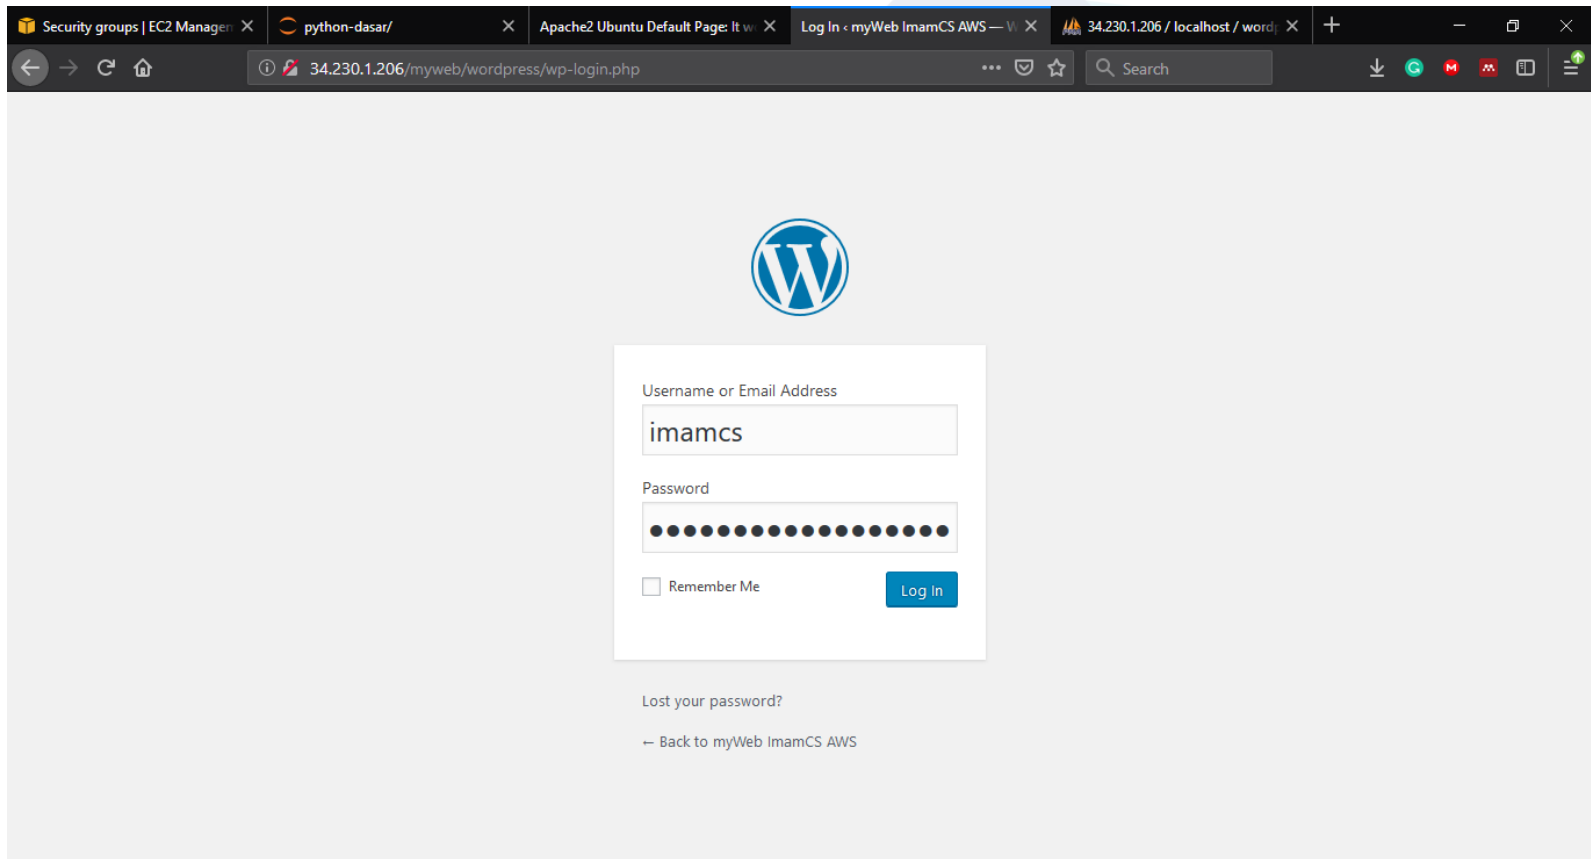 Security groups | EC2 Managem
python-dasar/
Apache2 Ubuntu Default Page: It w
Log In ‹ myWeb ImamCS AWS — W
34.230.1.206 / localhost / wordp
34.230.1.206/myweb/wordpress/wp-login.php
Search
Username or Email Address
imamcs
Password
Remember Me
Log In
Lost your password?
← Back to myWeb ImamCS AWS